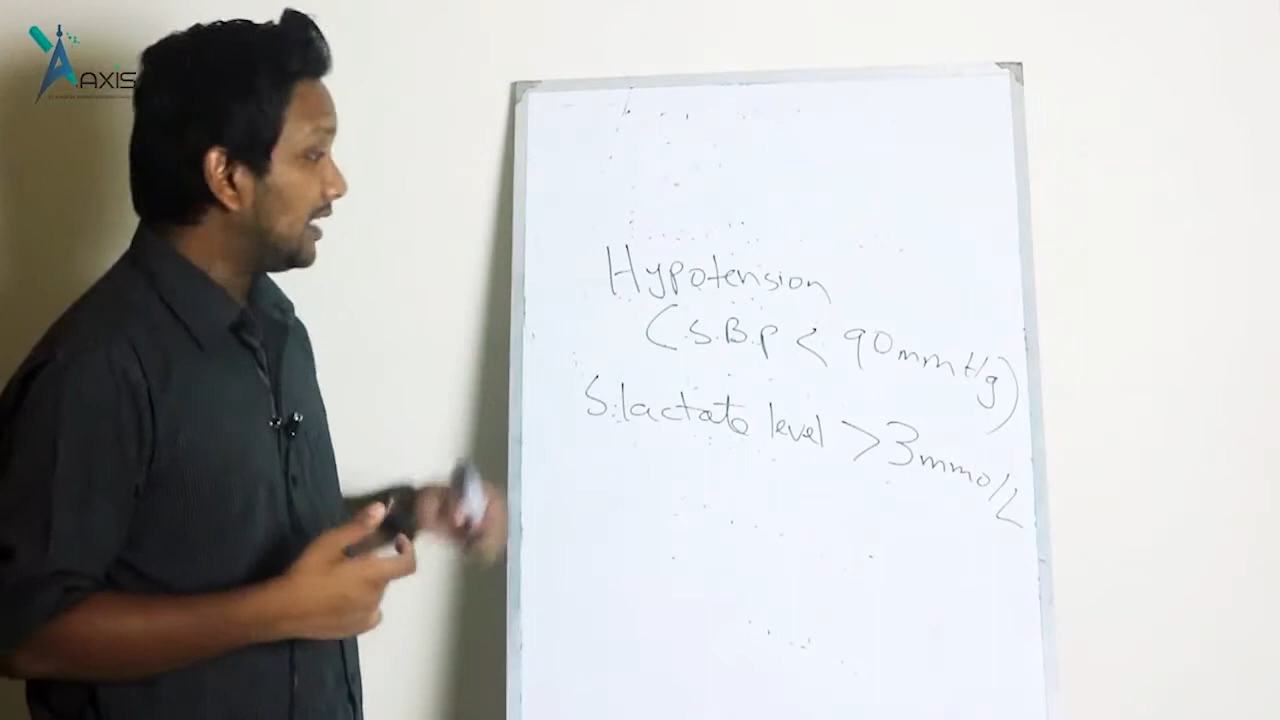 AXIS
Hypotension
(S.B.P < 90mmHg)
S.lactate level >3mmol/L